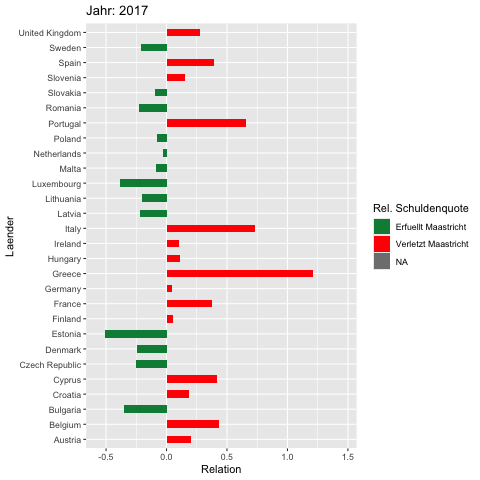 Jahr: 2017
Laender
United Kingdom
Sweden
Spain
Slovenia
Slovakia
Romania
Portugal
Poland
Netherlands
Malta
Luxembourg
Lithuania
Latvia
Italy
Ireland
Hungary
Greece
Germany
France
Finland
Estonia
Denmark
Czech Republic
Cyprus
Croatia
Bulgaria
Belgium
Austria
-0.5 0.0 0.5 1.0 1.5
Relation
Rel. Schuldenquote
Erfuellt Maastricht
Verletzt Maastricht
NA